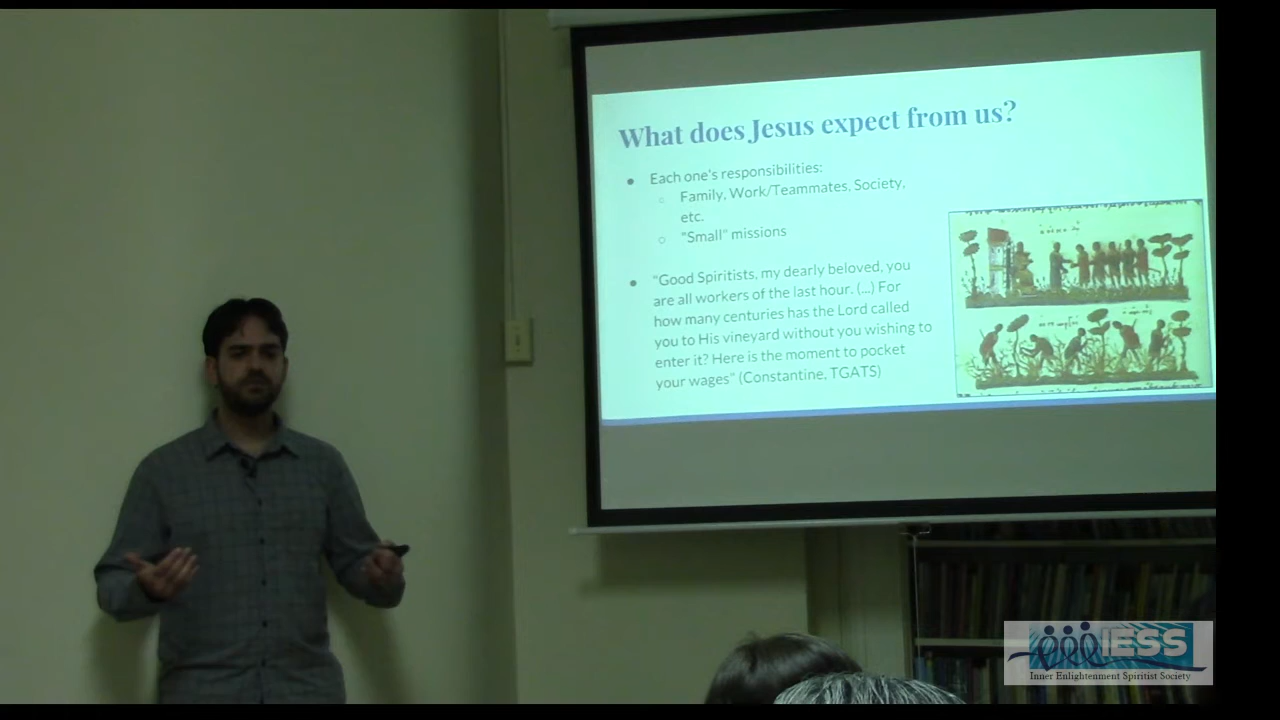 What does Jesus expect from us?
● Each one's responsibilities:
○ Family, Work/Teammates, Society,
etc.
○ "Small" missions
● "Good Spiritists, my dearly beloved, you
are all workers of the last hour. (...) For
how many centuries has the Lord called
you to His vineyard without you wishing to
enter it? Here is the moment to pocket
your wages" (Constantine, TGATS)
IESS
Inner Enlightenment Spiritist Society